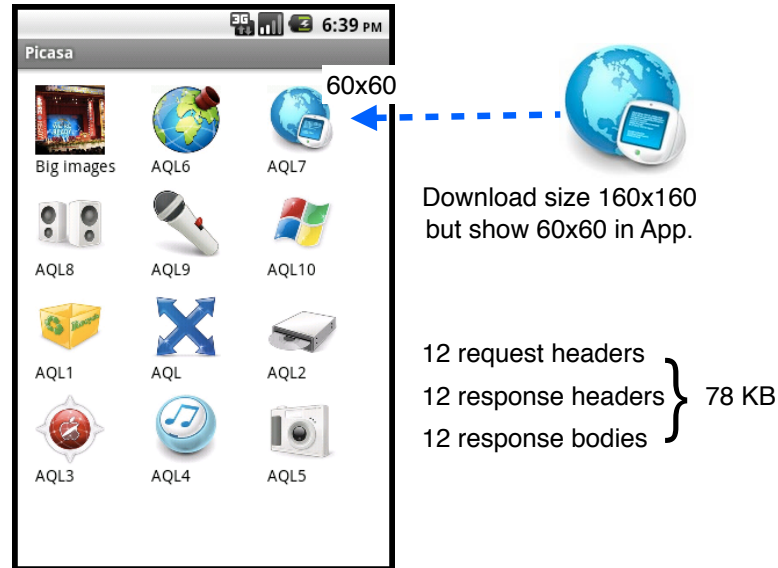 3G 6:39 PM
Picasa
60x60
Big images AQL6 AQL7
AQL8 AQL9 AQL10
AQL1 AQL AQL2
AQL3 AQL4 AQL5
Download size 160x160
but show 60x60 in App.
12 request headers
12 response headers } 78 KB
12 response bodies